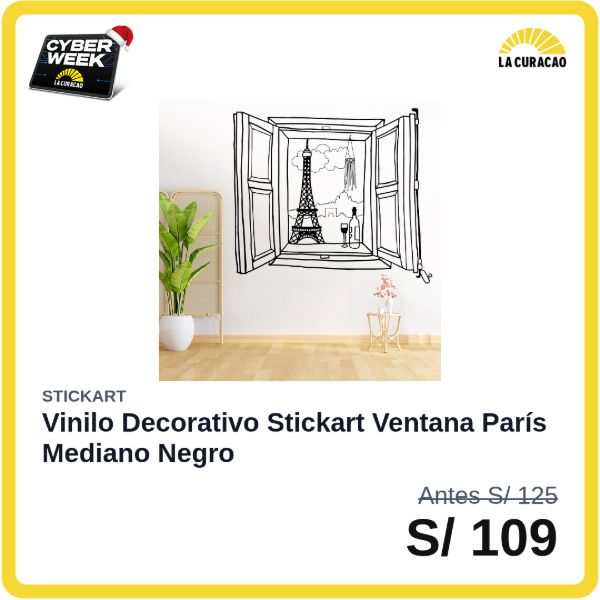 CYBER
WEEK
LA CURACAO
LA CURACAO
STICKART
Vinilo Decorativo Stickart Ventana París
Mediano Negro
Antes S/ 125
S/ 109